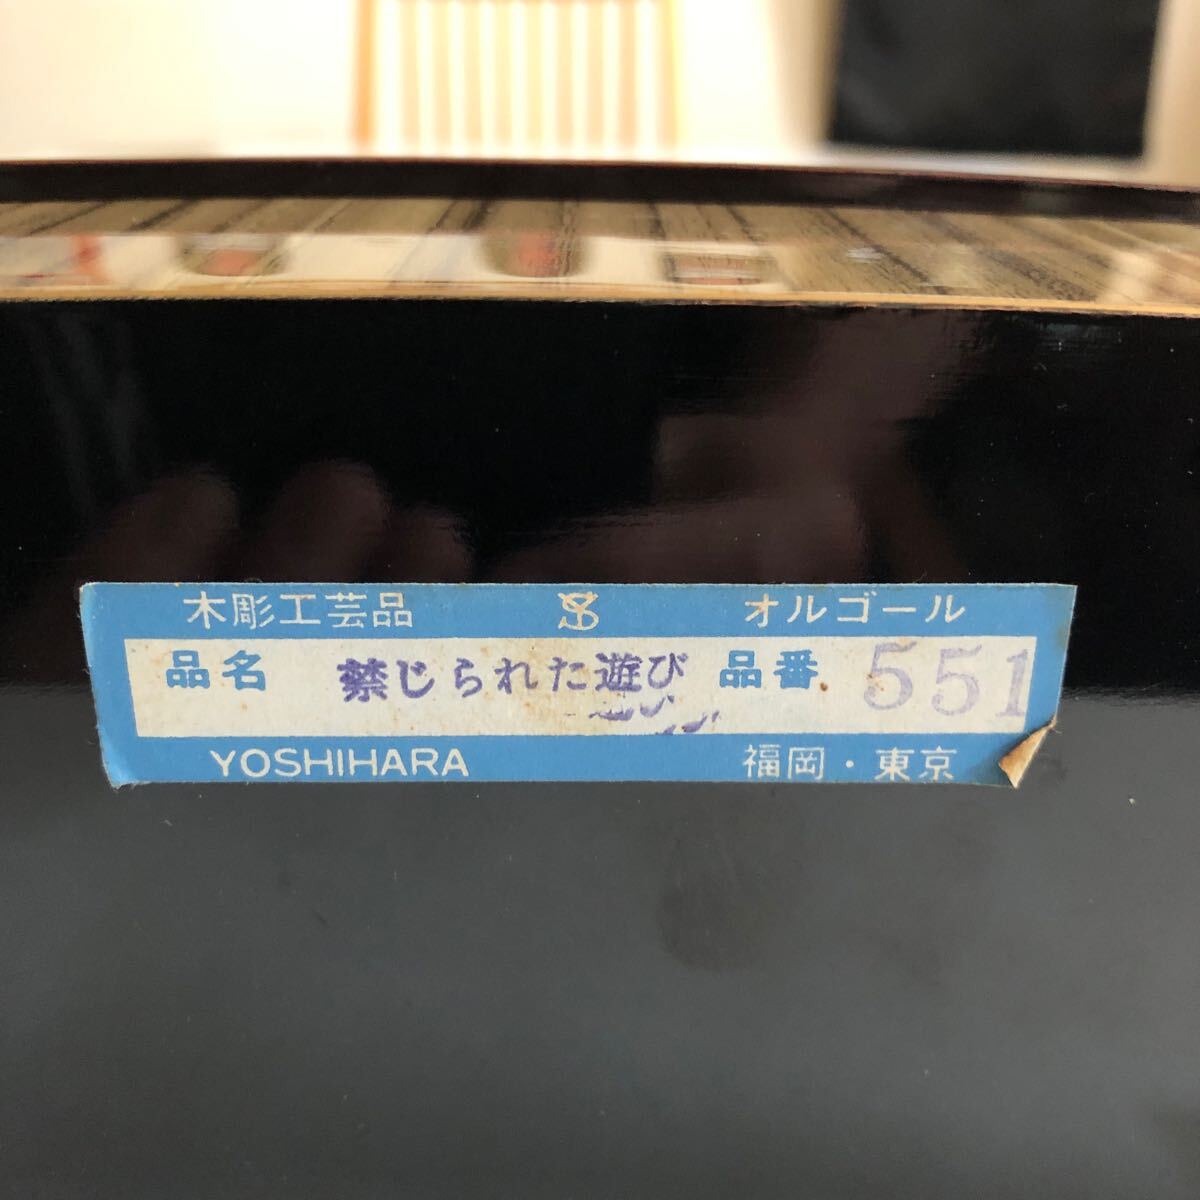 木彫工芸品 YS オルゴール
品名 禁じられた遊び 品番 551
YOSHIHARA 福岡・東京